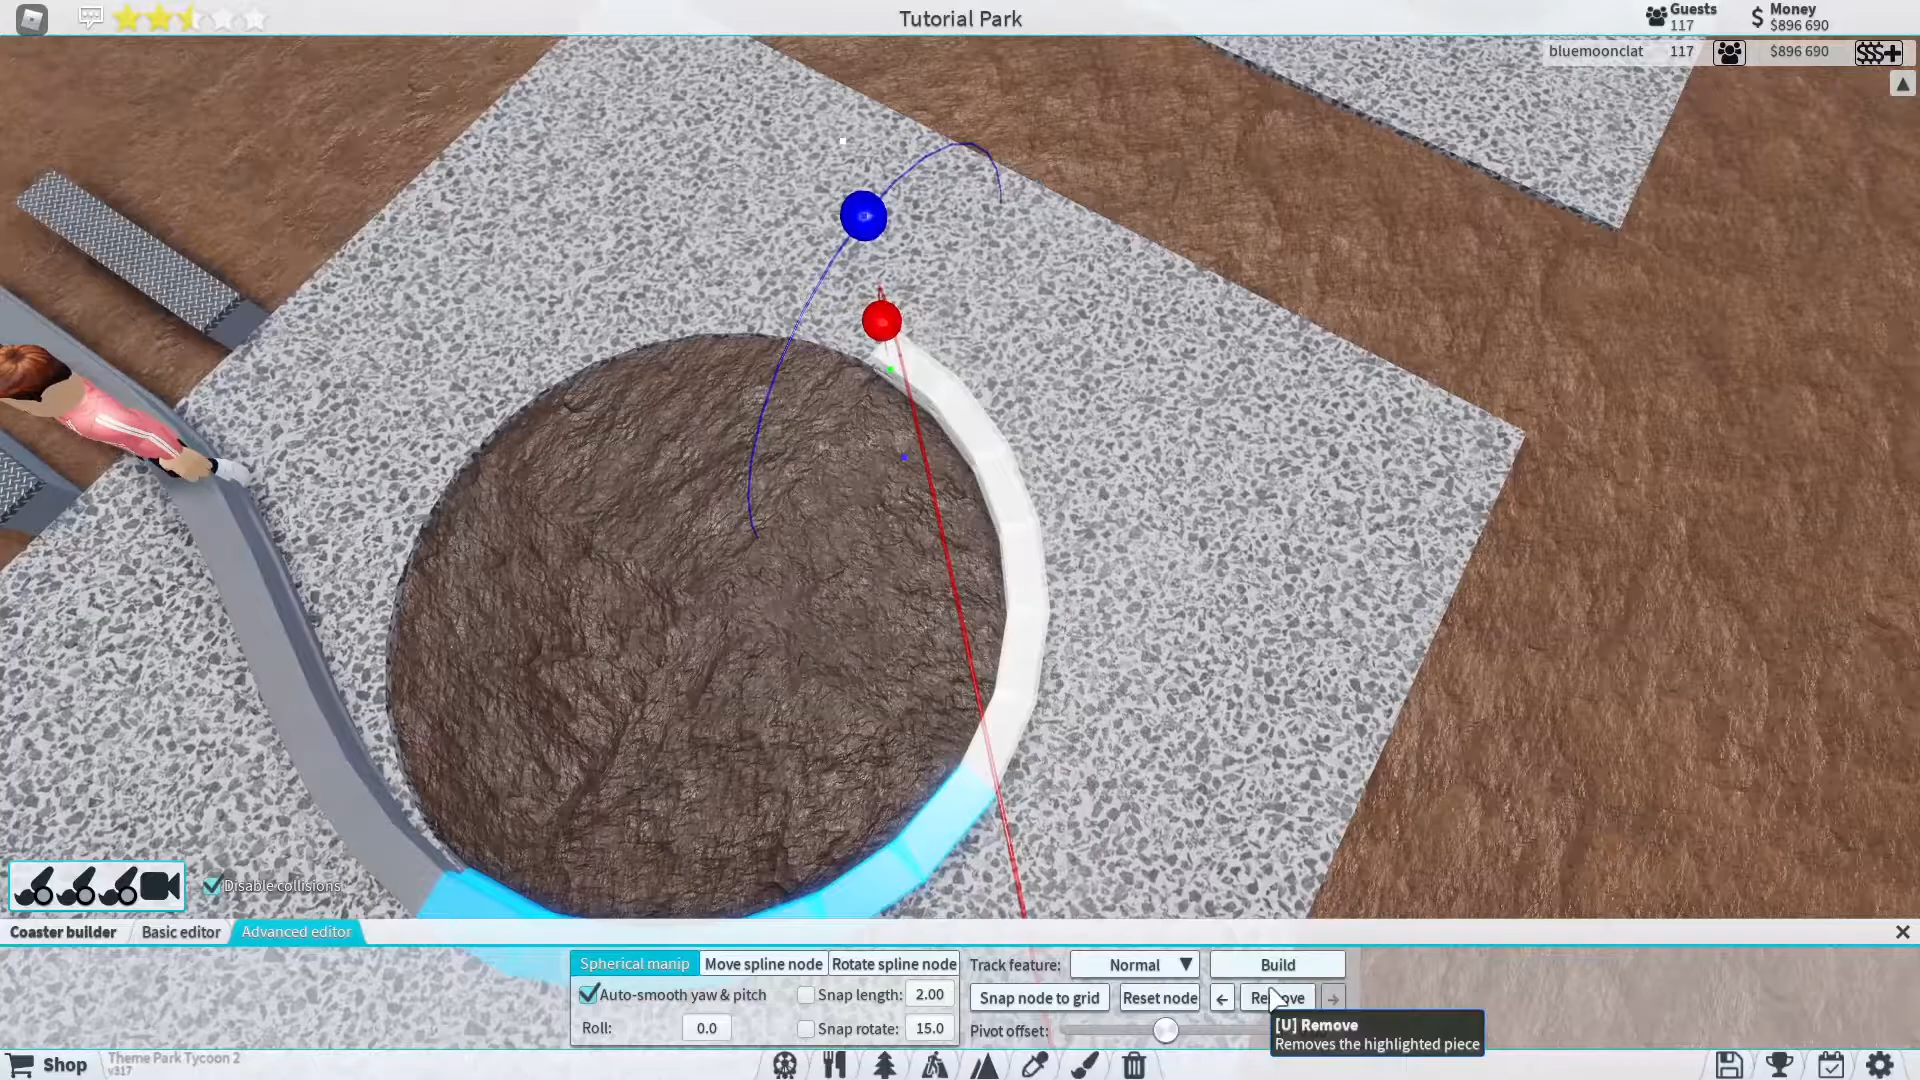 Tutorial Park
Guests
117
$ Money
$896 690
bluemoonclat 117 $896 690 $$$+
Disable collisions
Coaster builder Basic editor Advanced editor
Spherical manip Move spline node Rotate spline node
Track feature: Normal Build
Auto-smooth yaw & pitch Snap length: 2.00
Snap node to grid Reset node ← Remove →
Roll: 0.0 Snap rotate: 15.0
Pivot offset:
[U] Remove
Removes the highlighted piece
Shop
Theme Park Tycoon 2
v317